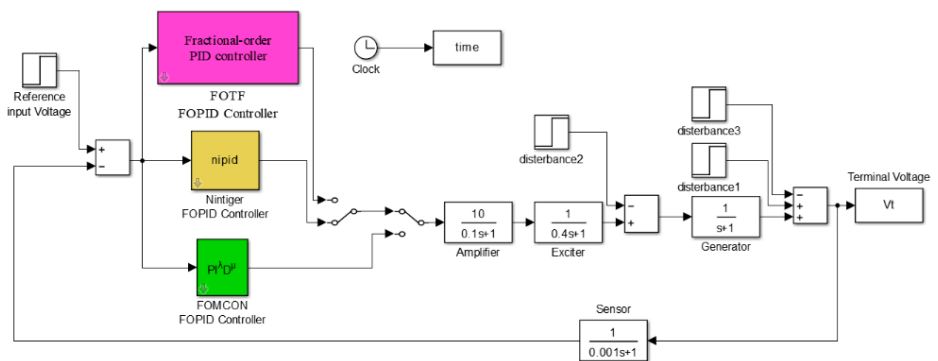 Fractional-order
PID controller
FOTF
FOPID Controller
time
Clock
Reference
input Voltage
+
−
nipid
Nintiger
FOPID Controller
PI^λD^μ
FOMCON
FOPID Controller
10
0.1s+1
Amplifier
1
0.4s+1
Exciter
disterbance2
−
+
disterbance3
disterbance1
1
s+1
Generator
−
+
+
Terminal Voltage
Vt
Sensor
1
0.001s+1